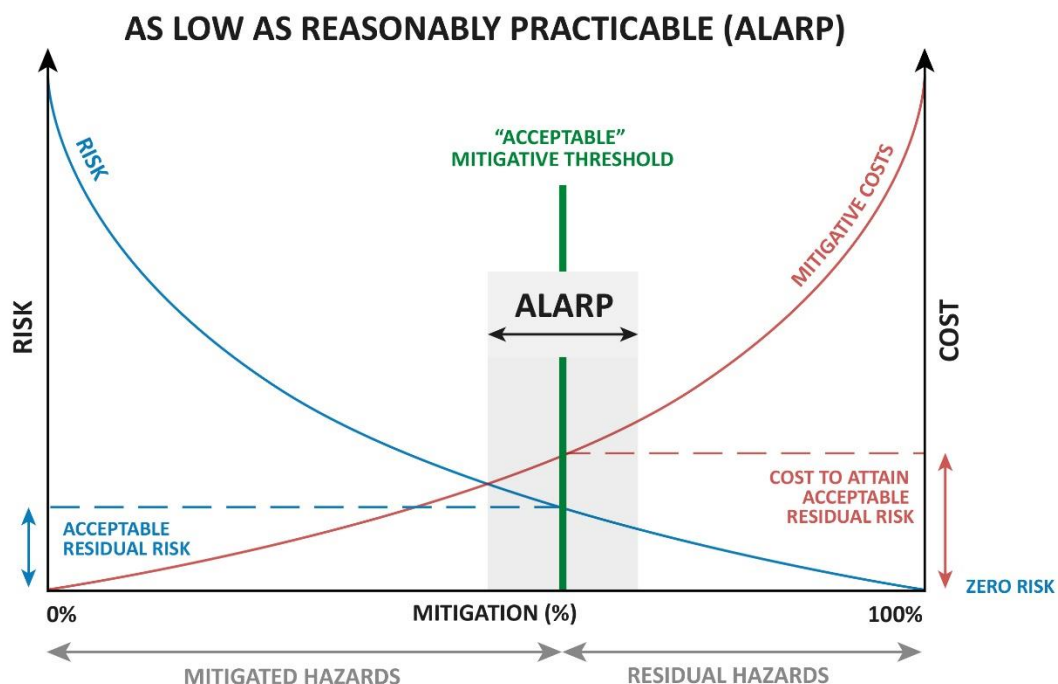 AS LOW AS REASONABLY PRACTICABLE (ALARP)
RISK
"ACCEPTABLE"
MITIGATIVE THRESHOLD
MITIGATIVE COSTS
ALARP
RISK
COST
ACCEPTABLE
RESIDUAL RISK
COST TO ATTAIN
ACCEPTABLE
RESIDUAL RISK
ZERO RISK
0%
MITIGATION (%)
100%
MITIGATED HAZARDS
RESIDUAL HAZARDS